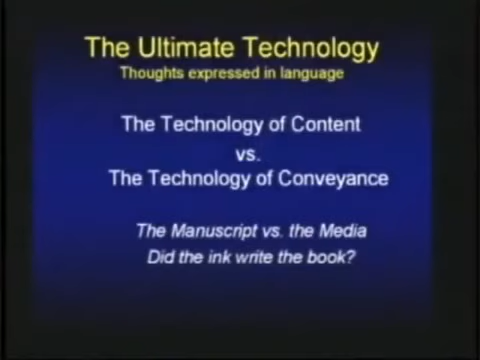 The Ultimate Technology
Thoughts expressed in language
The Technology of Content
vs.
The Technology of Conveyance
The Manuscript vs. the Media
Did the ink write the book?